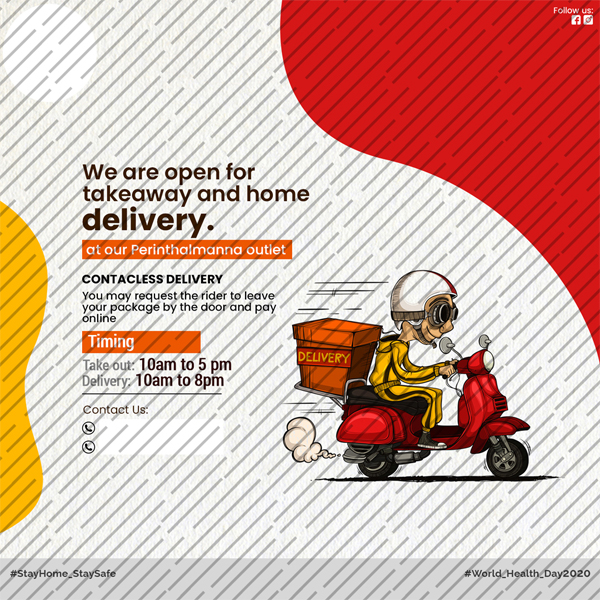 Follow us:
We are open for
takeaway and home
delivery.
at our Perinthalmanna outlet
CONTACLESS DELIVERY
You may request the rider to leave
your package by the door and pay
online
Timing
Take out: 10am to 5 pm
Delivery: 10am to 8pm
Contact Us:
DELIVERY
#StayHome_StaySafe
#World_Health_Day2020